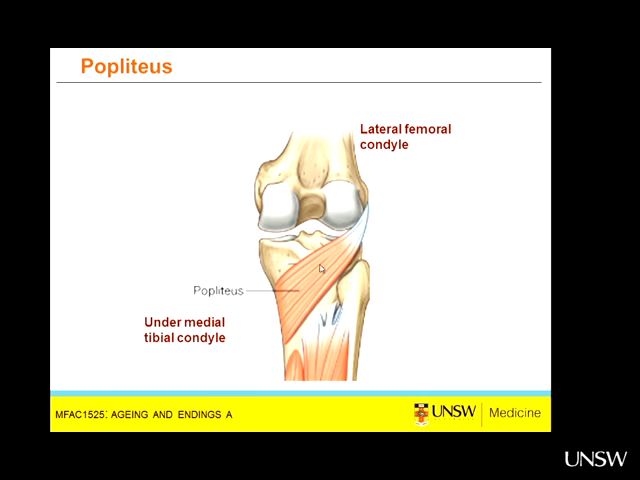 Popliteus
Lateral femoral
condyle
Popliteus
Under medial
tibial condyle
MFAC1525: AGEING AND ENDINGS A
UNSW
Medicine
UNSW